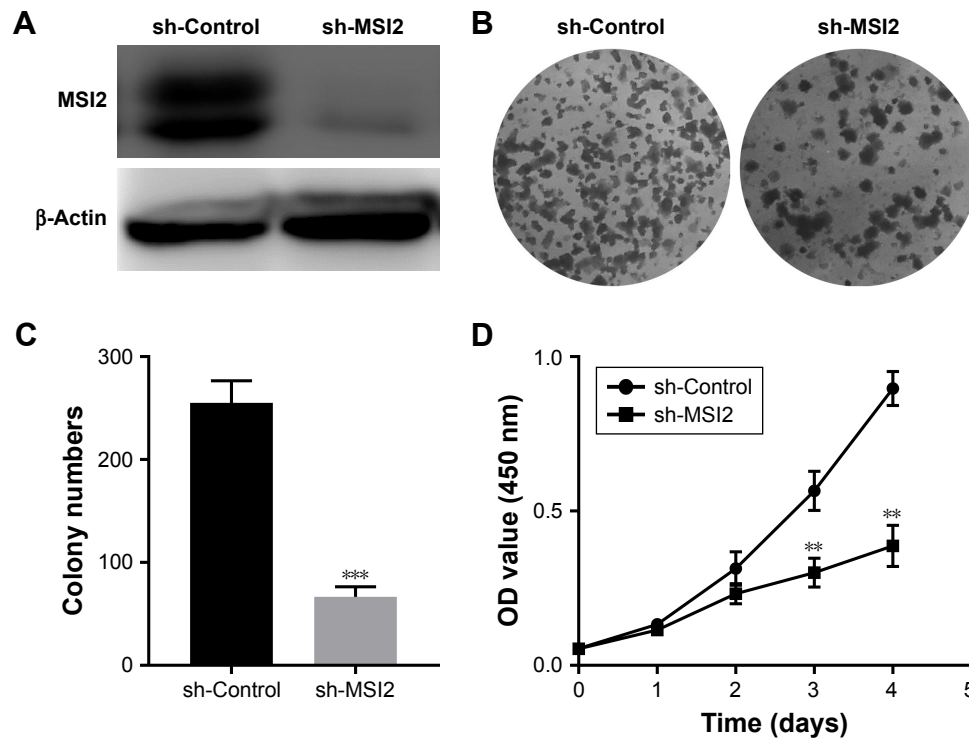 A
sh-Control sh-MSI2
MSI2
β-Actin
B
sh-Control sh-MSI2
C
Colony numbers
300
200
100
0
***
sh-Control sh-MSI2
D
OD value (450 nm)
1.0
0.5
0.0
sh-Control
sh-MSI2
**
**
0 1 2 3 4 5
Time (days)